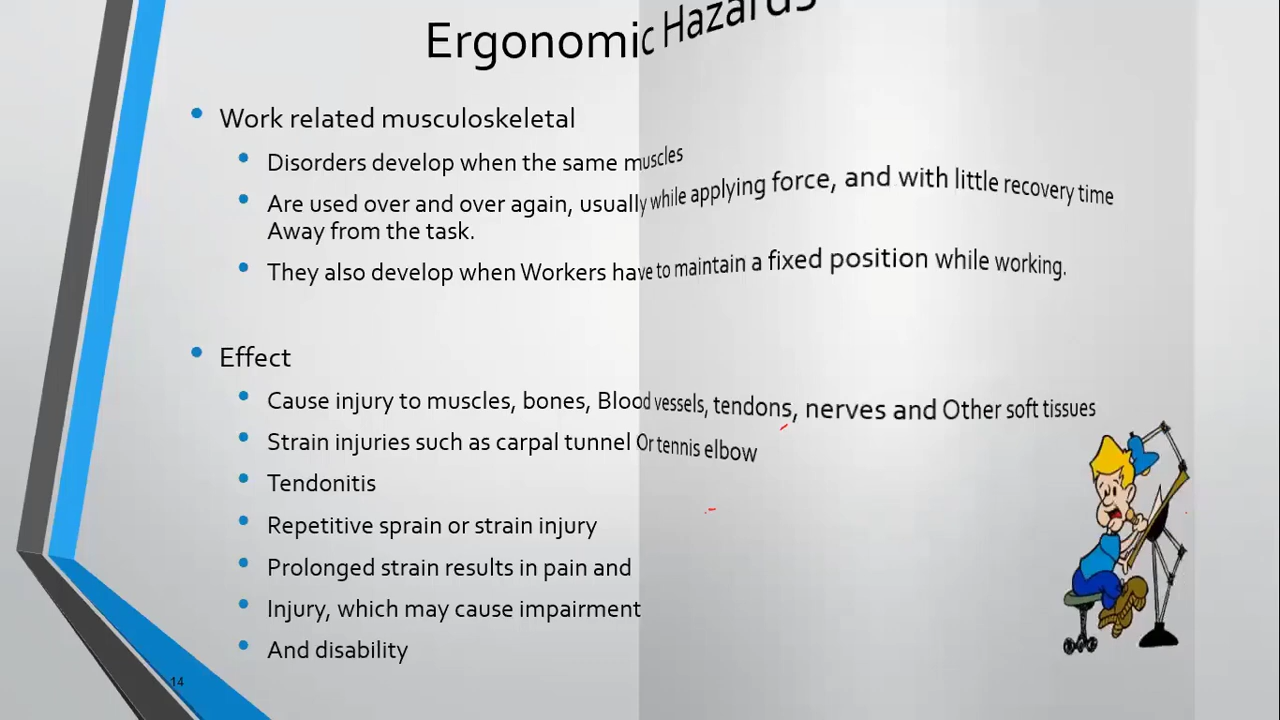 Ergonomic Hazards
Work related musculoskeletal
Disorders develop when the same muscles
Are used over and over again, usually while applying force, and with little recovery time
Away from the task.
They also develop when Workers have to maintain a fixed position while working.
Effect
Cause injury to muscles, bones, Blood vessels, tendons, nerves and Other soft tissues
Strain injuries such as carpal tunnel Or tennis elbow
Tendonitis
Repetitive sprain or strain injury
Prolonged strain results in pain and
Injury, which may cause impairment
And disability
14